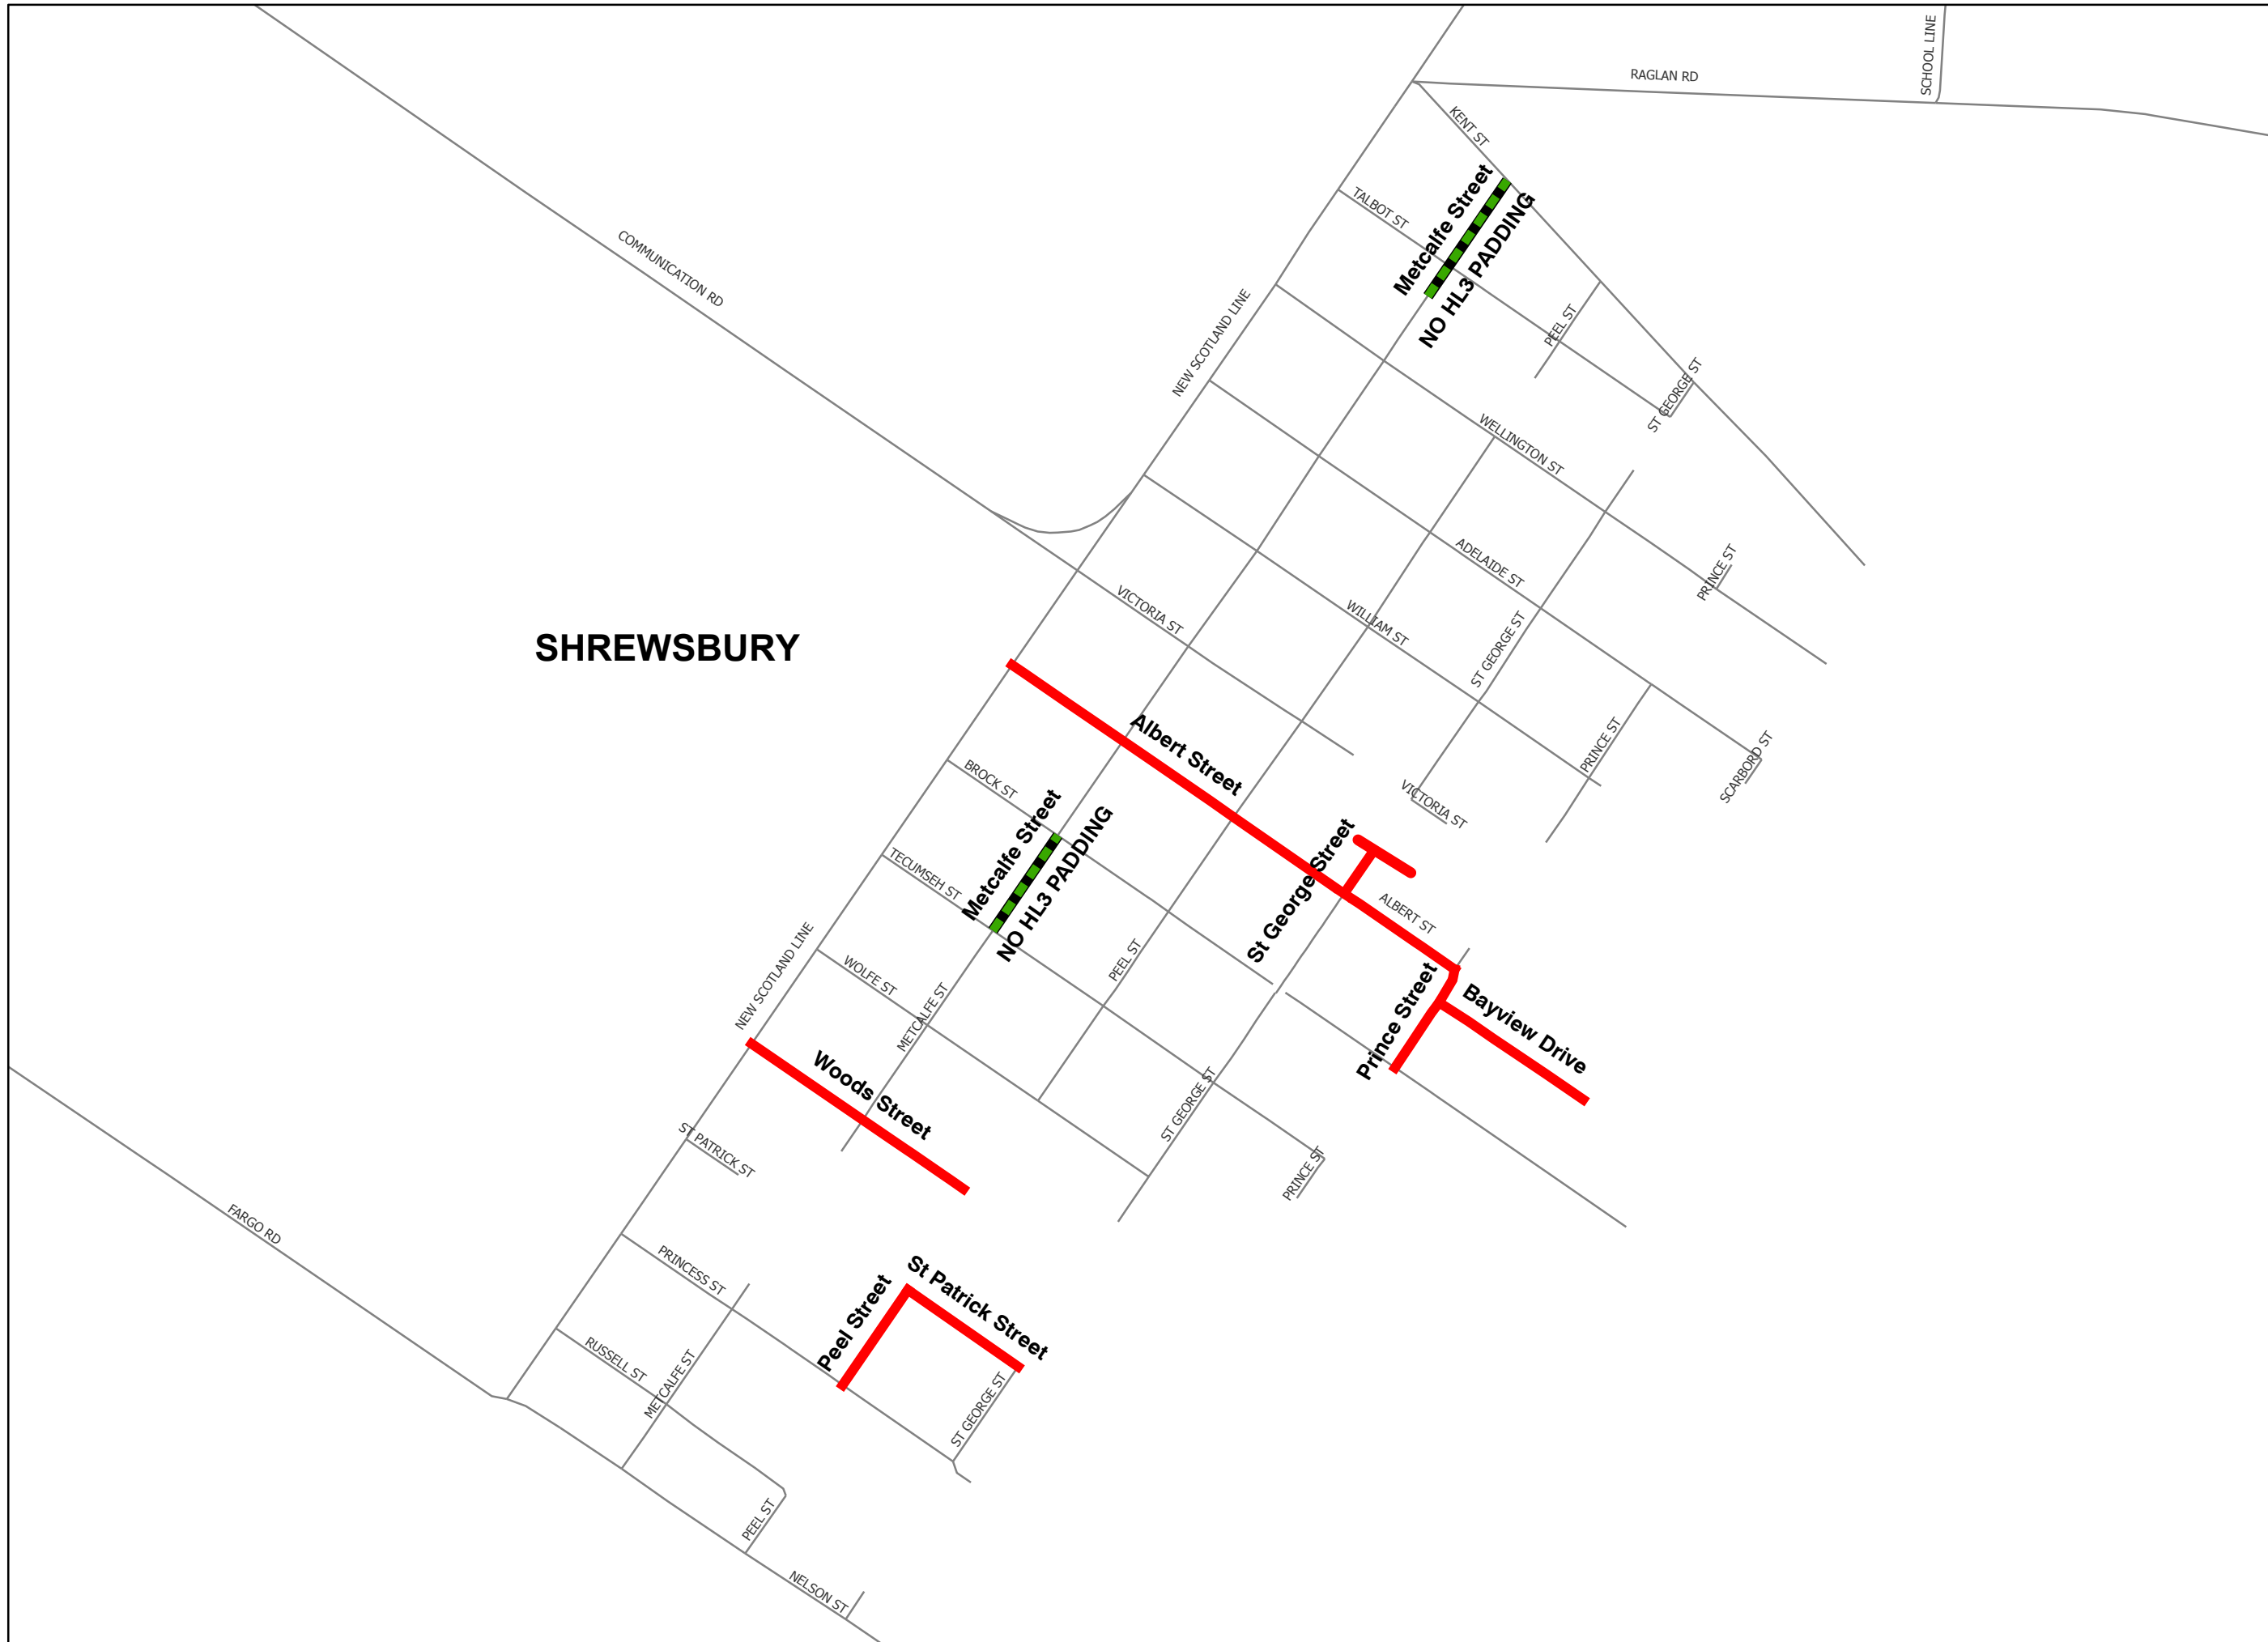 SCHOOL LINE
RAGLAN RD
KENT ST
TALBOT ST
Metcalfe Street
NO HL3 PADDING
COMMUNICATION RD
NEW SCOTLAND LINE
PEEL ST
ST GEORGE ST
WELLINGTON ST
ADELAIDE ST
PRINCE ST
VICTORIA ST
WILLIAM ST
ST GEORGE ST
SHREWSBURY
Albert Street
PRINCE ST
SCARBORO ST
BROCK ST
VICTORIA ST
Metcalfe Street
NO HL3 PADDING
St George Street
TECUMSEH ST
ALBERT ST
NEW SCOTLAND LINE
WOLFE ST
METCALFE ST
PEEL ST
Prince Street
Bayview Drive
Woods Street
ST GEORGE ST
ST PATRICK ST
PRINCE ST
FARGO RD
PRINCESS ST
St Patrick Street
Peel Street
RUSSELL ST
METCALFE ST
ST GEORGE ST
PEEL ST
NELSON ST